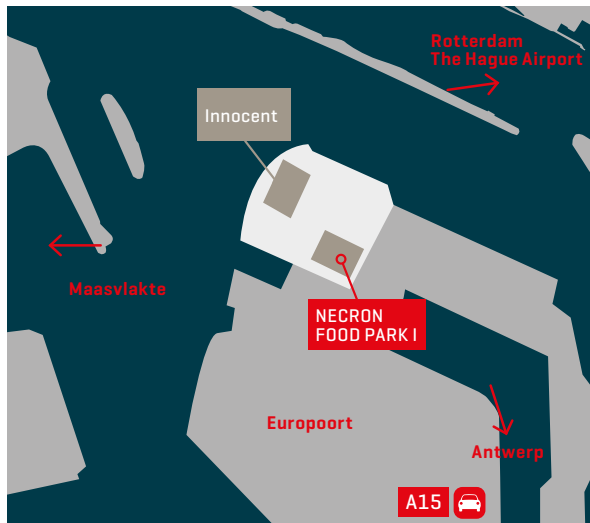 Rotterdam
The Hague Airport
Innocent
Maasvlakte
NECRON
FOOD PARK I
Europoort
Antwerp
A15